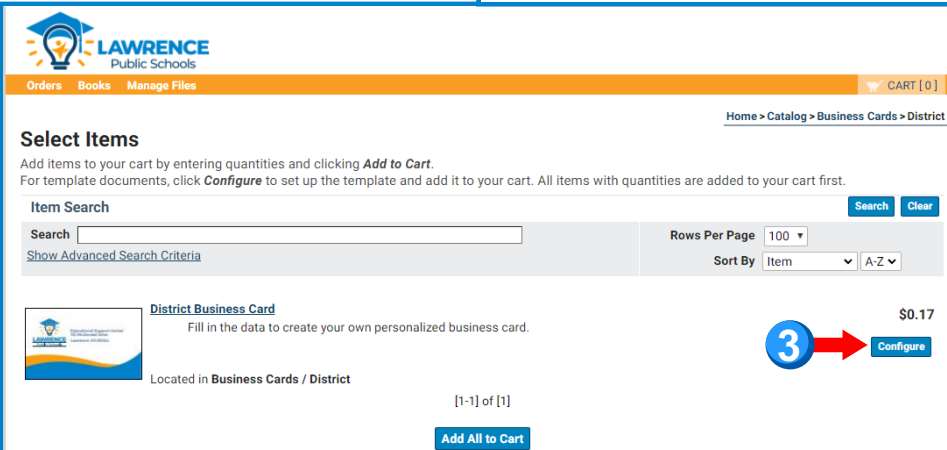 LAWRENCE
Public Schools
Orders Books Manage Files CART [ 0 ]
Home > Catalog > Business Cards > District
Select Items
Add items to your cart by entering quantities and clicking Add to Cart.
For template documents, click Configure to set up the template and add it to your cart. All items with quantities are added to your cart first.
Item Search Search Clear
Search Rows Per Page 100
Show Advanced Search Criteria Sort By Item A-Z
District Business Card $0.17
Fill in the data to create your own personalized business card.
3 Configure
LAWRENCE
Located in Business Cards / District
[1-1] of [1]
Add All to Cart